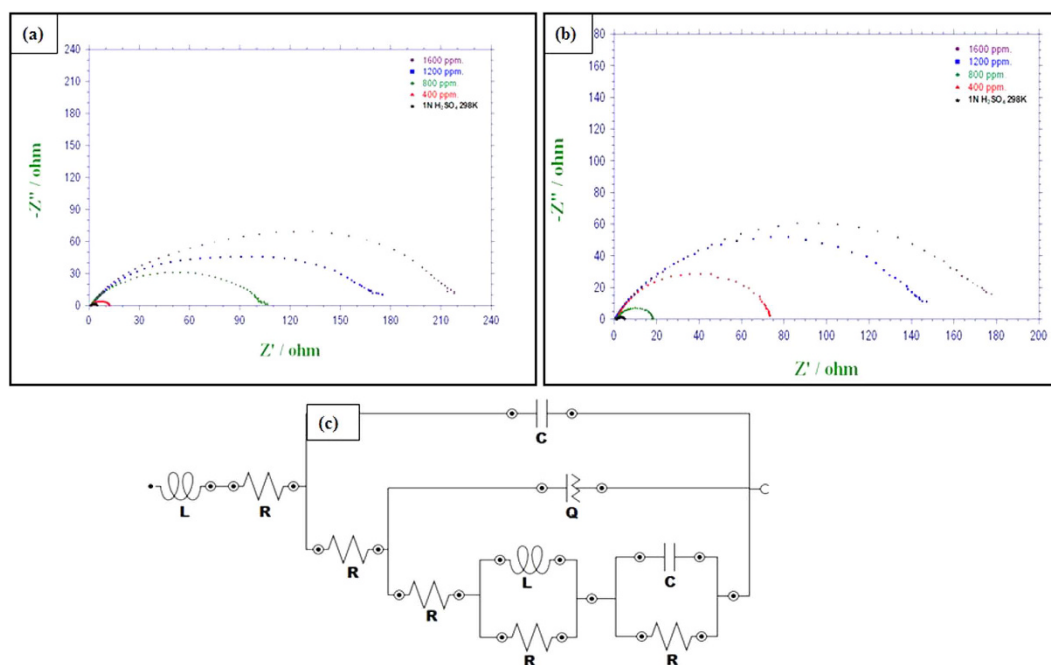 (a)
240
210
180
150
120
90
60
30
0
0 30 60 90 120 150 180 210 240
-Z'' / ohm
Z' / ohm
1600 ppm.
1200 ppm.
800 ppm.
400 ppm.
1N H₂SO₄ 298K
(b)
180
160
140
120
100
80
60
40
20
0
0 20 40 60 80 100 120 140 160 180 200
-Z'' / ohm
Z' / ohm
1600 ppm.
1200 ppm.
800 ppm.
400 ppm.
1N H₂SO₄ 298K
(c)
C
L R
Q
R
L C
R
R R